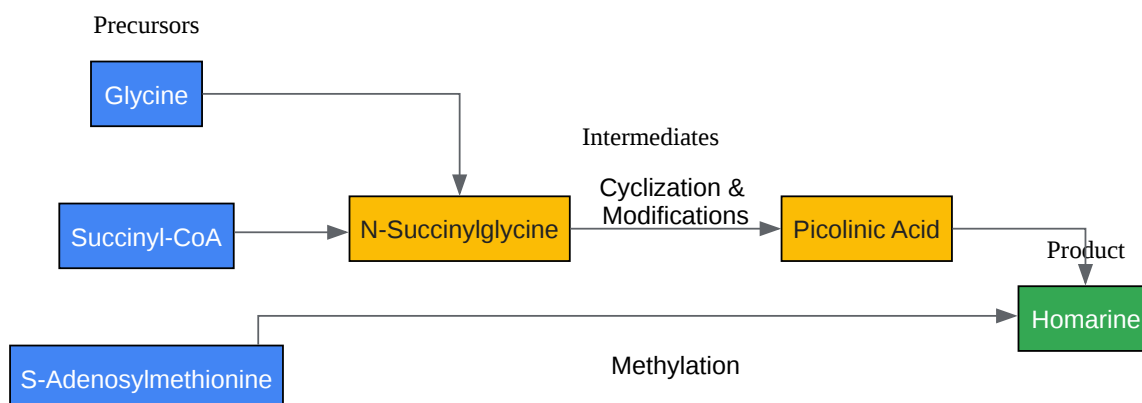 Precursors
Glycine
Intermediates
Cyclization &
Modifications
Succinyl-CoA
N-Succinylglycine
Picolinic Acid
Product
Homarine
S-Adenosylmethionine
Methylation